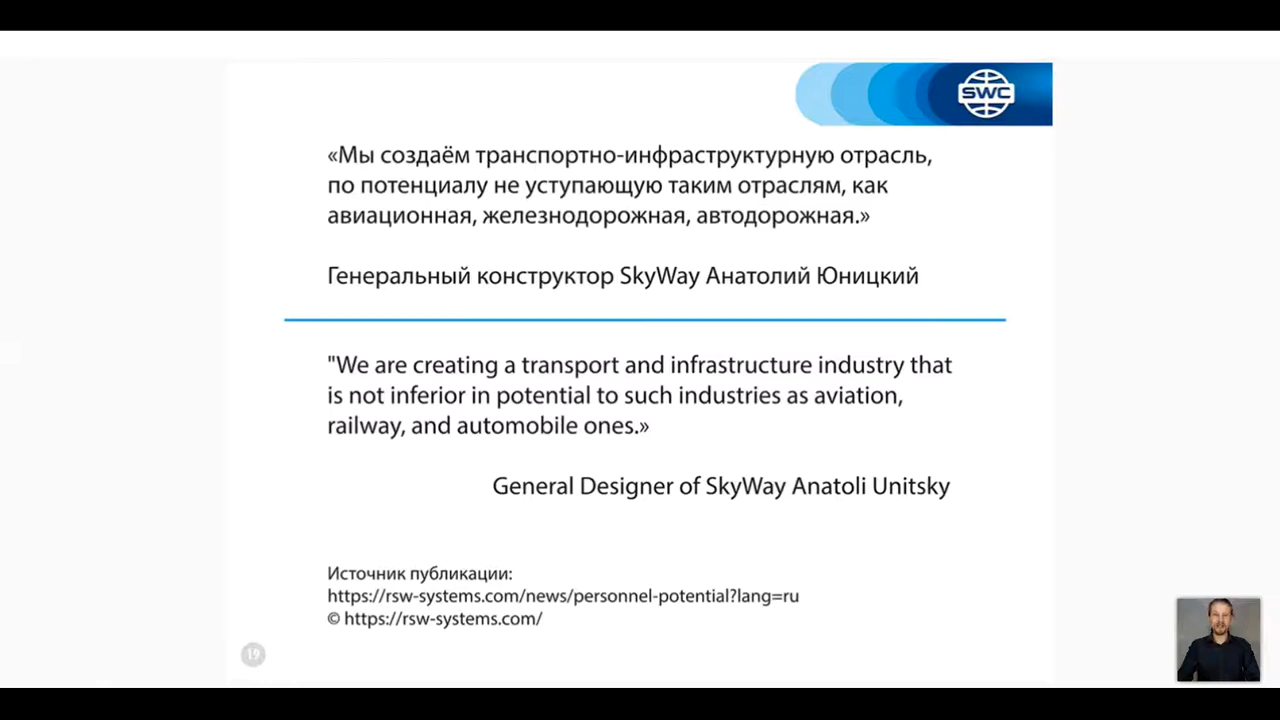 SWC
«Мы создаём транспортно-инфраструктурную отрасль,
по потенциалу не уступающую таким отраслям, как
авиационная, железнодорожная, автодорожная.»
Генеральный конструктор SkyWay Анатолий Юницкий
"We are creating a transport and infrastructure industry that
is not inferior in potential to such industries as aviation,
railway, and automobile ones.»
General Designer of SkyWay Anatoli Unitsky
Источник публикации:
https://rsw-systems.com/news/personnel-potential?lang=ru
© https://rsw-systems.com/
19